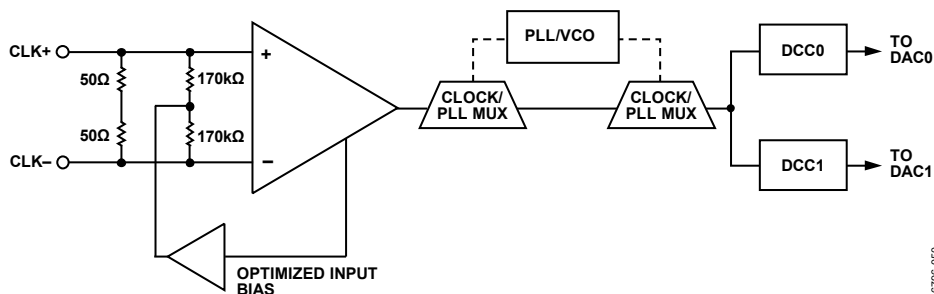 CLK+
50Ω
50Ω
CLK–
170kΩ
170kΩ
+
–
OPTIMIZED INPUT
BIAS
CLOCK/
PLL MUX
PLL/VCO
CLOCK/
PLL MUX
DCC0
TO
DAC0
DCC1
TO
DAC1